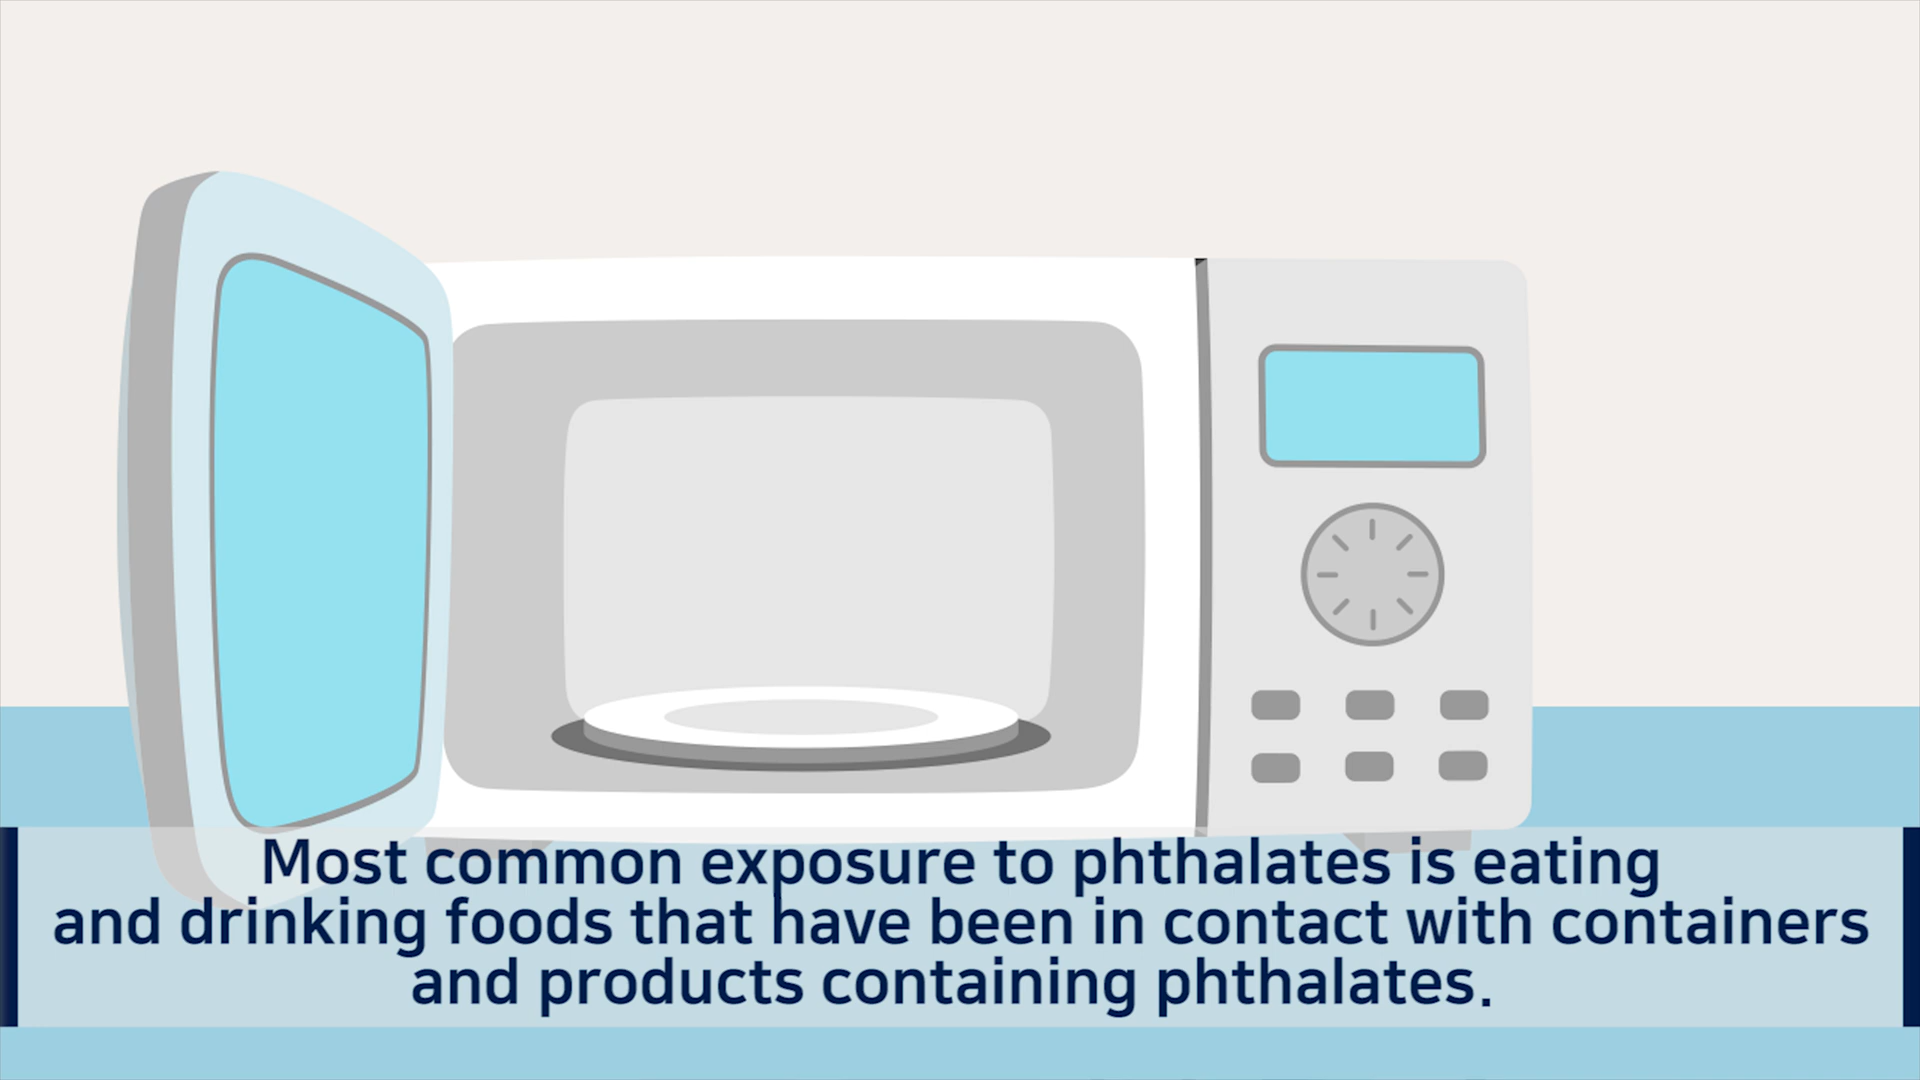 Most common exposure to phthalates is eating
and drinking foods that have been in contact with containers
and products containing phthalates.